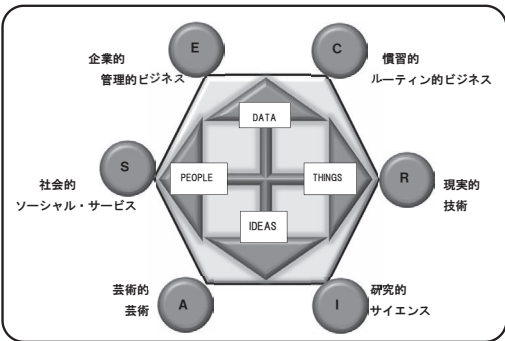 E
C
企業的
管理的ビジネス
慣習的
ルーティン的ビジネス
DATA
S
PEOPLE
THINGS
R
社会的
ソーシャル・サービス
現実的
技術
IDEAS
芸術的
芸術
A
I
研究的
サイエンス